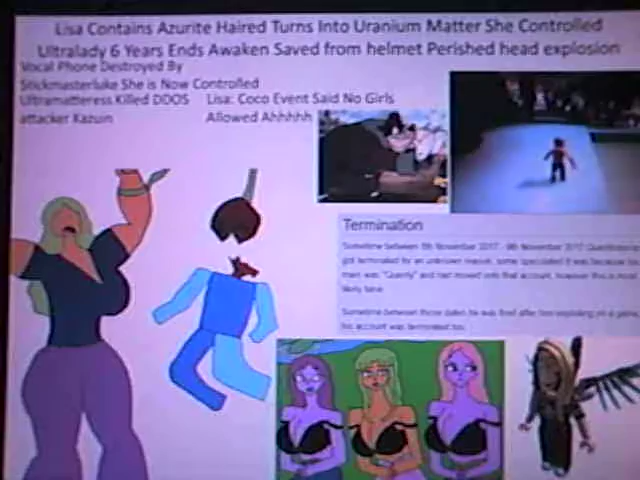 Lisa Contains Azurite Haired Turns Into Uranium Matter She Controlled
Ultralady 6 Years Ends Awaken Saved from helmet Perished head explosion
Vocal Phone Destroyed By
Stickmasterluke She is Now Controlled
Ultramatteress Killed DDOS
attacker Kazuin
Lisa: Coco Event Said No Girls
Allowed Ahhhhh
Termination
Sometime between 5th November 2017 - 9th November 2017
got terminated by an unknown reason, some speculated it was because
main was "Quenty" and had moved onto that account, however this is most
likely false.
Sometime between those dates he was fired after
his account was terminated too.